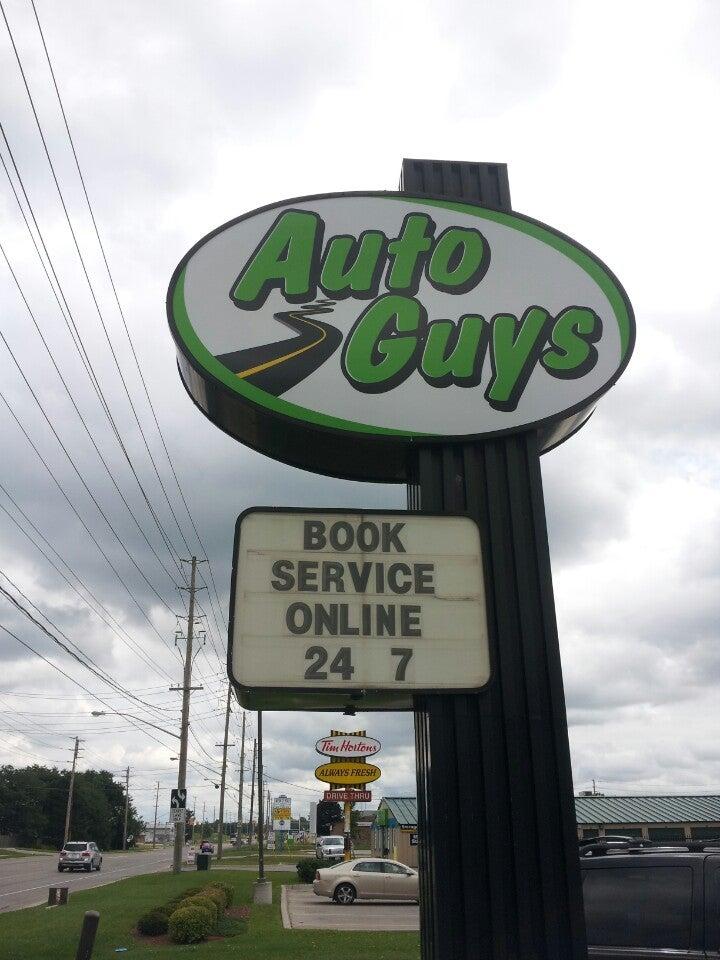 Auto
Guys
BOOK
SERVICE
ONLINE
24 7
Tim Hortons
ALWAYS FRESH
DRIVE THRU